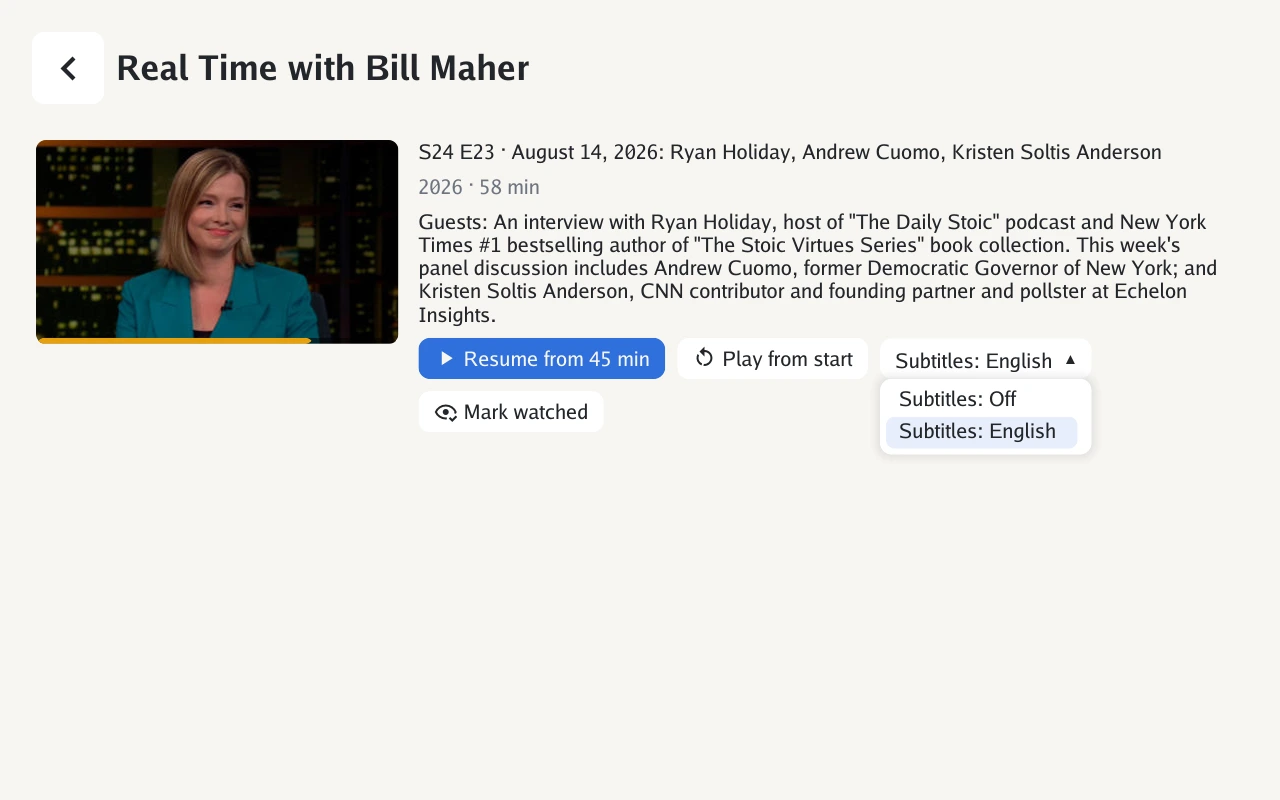 Real Time with Bill Maher
S24 E23 · August 14, 2026: Ryan Holiday, Andrew Cuomo, Kristen Soltis Anderson
2026 · 58 min
Guests: An interview with Ryan Holiday, host of "The Daily Stoic" podcast and New York
Times #1 bestselling author of "The Stoic Virtues Series" book collection. This week's
panel discussion includes Andrew Cuomo, former Democratic Governor of New York; and
Kristen Soltis Anderson, CNN contributor and founding partner and pollster at Echelon
Insights.
Resume from 45 min
Play from start
Subtitles: English
Subtitles: Off
Subtitles: English
Mark watched